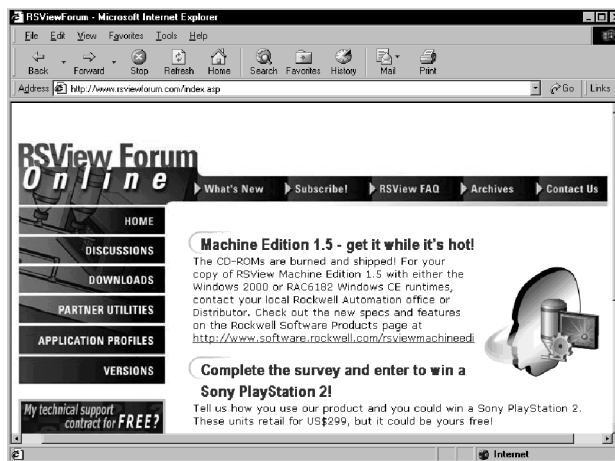 RSViewForum - Microsoft Internet Explorer
File Edit View Favorites Tools Help
Back Forward Stop Refresh Home Search Favorites History Mail Print
Address http://www.rsviewforum.com/index.asp Go Links
RSView Forum
Online
What's New Subscribe! RSView FAQ Archives Contact Us
HOME
DISCUSSIONS
DOWNLOADS
PARTNER UTILITIES
APPLICATION PROFILES
VERSIONS
My technical support
contract for FREE?
Machine Edition 1.5 - get it while it's hot!
The CD-ROMs are burned and shipped! For your
copy of RSView Machine Edition 1.5 with either the
Windows 2000 or RAC6182 Windows CE runtimes,
contact your local Rockwell Automation office or
Distributor. Check out the new specs and features
on the Rockwell Software Products page at
http://www.software.rockwell.com/rsviewmachineedi
Complete the survey and enter to win a
Sony PlayStation 2!
Tell us how you use our product and you could win a Sony PlayStation 2.
These units retail for US$299, but it could be yours free!
Internet